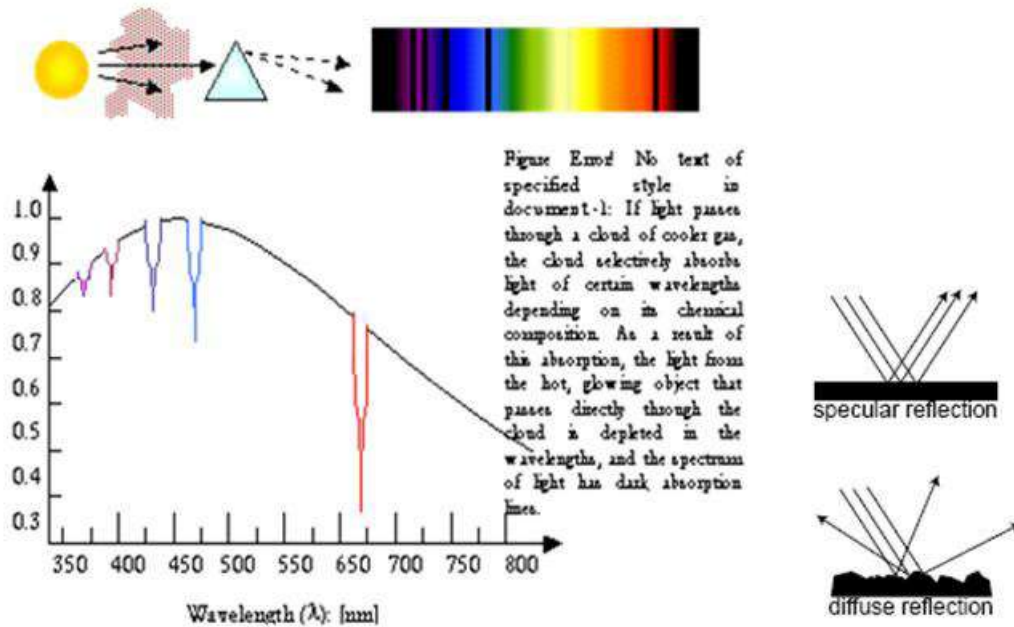 1.0
0.9
0.8
0.7
0.6
0.5
0.4
0.3
350 400 450 500 550 600 650 700 800
Wavelength (λ): [nm]
Figure Error! No text of
specified style in
document-1: If light passes
through a cloud of cooler gas,
the cloud selectively absorbs
light of certain wavelengths
depending on its chemical
composition. As a result of
this absorption, the light from
the hot, glowing object that
passes directly through the
cloud is depleted in the
wavelengths, and the spectrum
of light has dark absorption
lines.
specular reflection
diffuse reflection